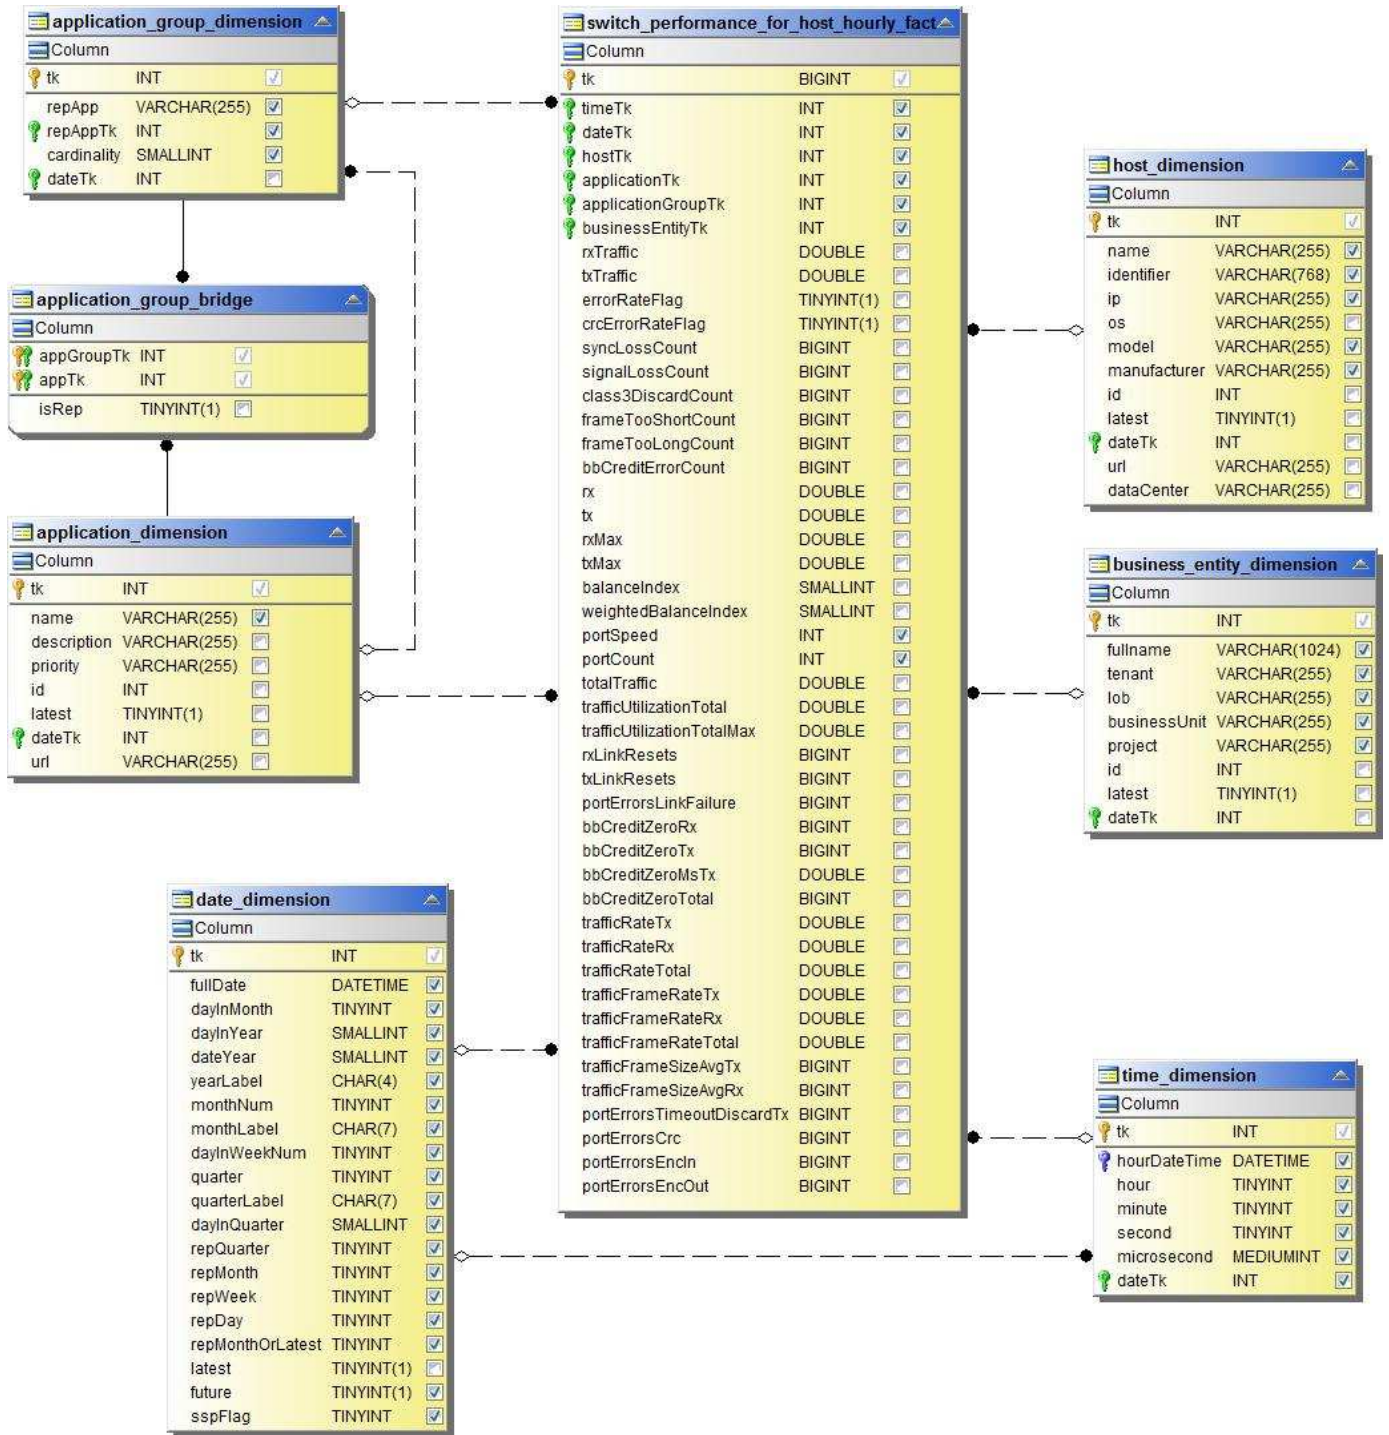 application_group_dimension
Column
tk INT
repApp VARCHAR(255)
repAppTk INT
cardinality SMALLINT
dateTk INT
application_group_bridge
Column
appGroupTk INT
appTk INT
isRep TINYINT(1)
application_dimension
Column
tk INT
name VARCHAR(255)
description VARCHAR(255)
priority VARCHAR(255)
id INT
latest TINYINT(1)
dateTk INT
url VARCHAR(255)
date_dimension
Column
tk INT
fullDate DATETIME
dayInMonth TINYINT
dayInYear SMALLINT
dateYear SMALLINT
yearLabel CHAR(4)
monthNum TINYINT
monthLabel CHAR(7)
dayInWeekNum TINYINT
quarter TINYINT
quarterLabel CHAR(7)
dayInQuarter SMALLINT
repQuarter TINYINT
repMonth TINYINT
repWeek TINYINT
repDay TINYINT
repMonthOrLatest TINYINT
latest TINYINT(1)
future TINYINT(1)
sspFlag TINYINT
switch_performance_for_host_hourly_fact
Column
tk BIGINT
timeTk INT
dateTk INT
hostTk INT
applicationTk INT
applicationGroupTk INT
businessEntityTk INT
rxTraffic DOUBLE
txTraffic DOUBLE
errorRateFlag TINYINT(1)
crcErrorRateFlag TINYINT(1)
syncLossCount BIGINT
signalLossCount BIGINT
class3DiscardCount BIGINT
frameTooShortCount BIGINT
frameTooLongCount BIGINT
bbCreditErrorCount BIGINT
rx DOUBLE
tx DOUBLE
rxMax DOUBLE
txMax DOUBLE
balanceIndex SMALLINT
weightedBalanceIndex SMALLINT
portSpeed INT
portCount INT
totalTraffic DOUBLE
trafficUtilizationTotal DOUBLE
trafficUtilizationTotalMax DOUBLE
rxLinkResets BIGINT
txLinkResets BIGINT
portErrorsLinkFailure BIGINT
bbCreditZeroRx BIGINT
bbCreditZeroTx BIGINT
bbCreditZeroMsTx DOUBLE
bbCreditZeroTotal BIGINT
trafficRateTx DOUBLE
trafficRateRx DOUBLE
trafficRateTotal DOUBLE
trafficFrameRateTx DOUBLE
trafficFrameRateRx DOUBLE
trafficFrameRateTotal DOUBLE
trafficFrameSizeAvgTx BIGINT
trafficFrameSizeAvgRx BIGINT
portErrorsTimeoutDiscardTx BIGINT
portErrorsCrc BIGINT
portErrorsEncIn BIGINT
portErrorsEncOut BIGINT
host_dimension
Column
tk INT
name VARCHAR(255)
identifier VARCHAR(768)
ip VARCHAR(255)
os VARCHAR(255)
model VARCHAR(255)
manufacturer VARCHAR(255)
id INT
latest TINYINT(1)
dateTk INT
url VARCHAR(255)
dataCenter VARCHAR(255)
business_entity_dimension
Column
tk INT
fullname VARCHAR(1024)
tenant VARCHAR(255)
lob VARCHAR(255)
businessUnit VARCHAR(255)
project VARCHAR(255)
id INT
latest TINYINT(1)
dateTk INT
time_dimension
Column
tk INT
hourDateTime DATETIME
hour TINYINT
minute TINYINT
second TINYINT
microsecond MEDIUMINT
dateTk INT